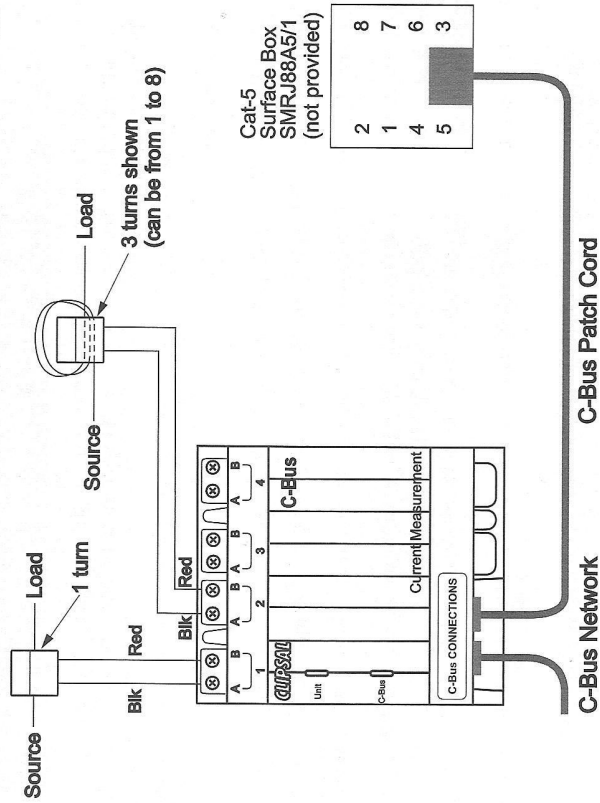 Source
Load
1 turn
Blk
Red
Source
Load
3 turns shown
(can be from 1 to 8)
Blk
Red
A B A B A B A B
1 2 3 4
CLIPSAL
C-Bus
Unit
C-Bus
Current Measurement
C-Bus CONNECTIONS
C-Bus Network
C-Bus Patch Cord
Cat-5
Surface Box
SMRJ88A5/1
(not provided)
2 8
1 7
4 6
5 3